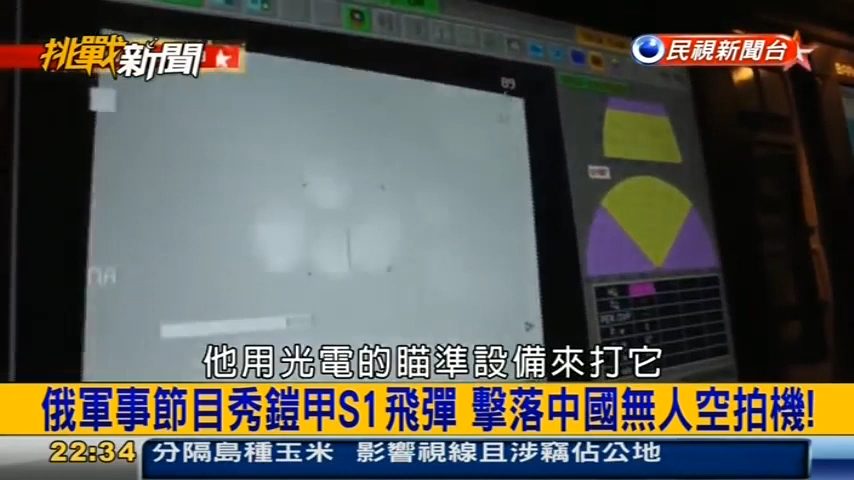 挑戰新聞
民視新聞台
89
他用光電的瞄準設備來打它
俄軍事節目秀鎧甲S1飛彈 擊落中國無人空拍機!
22:34
分隔島種玉米 影響視線且涉竊佔公地